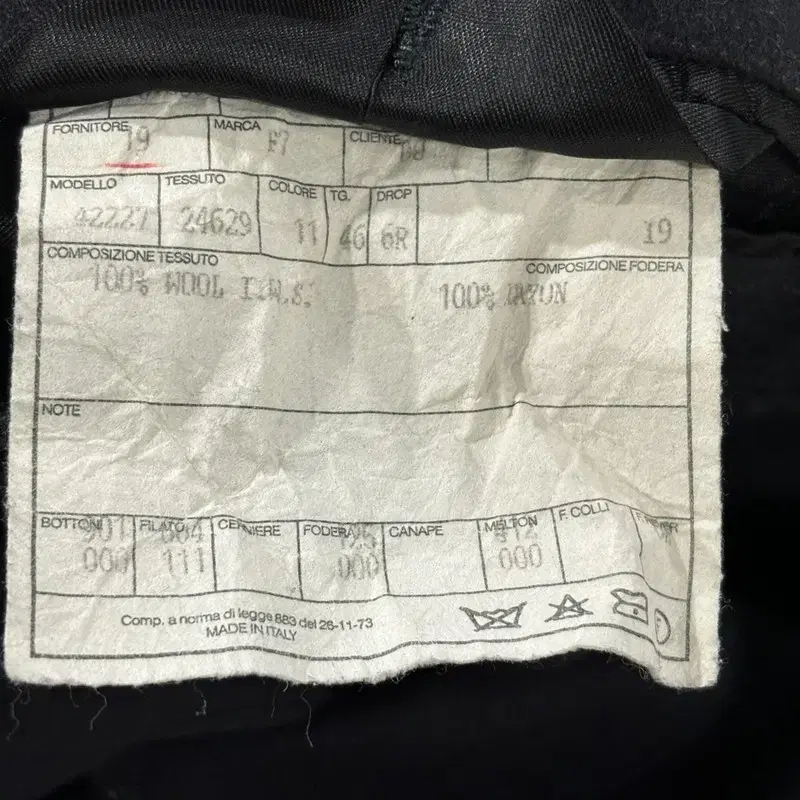 FORNITORE MARCA CLIENTE
19 F7
MODELLO TESSUTO COLORE TG. DROP
42227 24629 11 46 6R 19
COMPOSIZIONE TESSUTO COMPOSIZIONE FODERA
100% WOOL I.W.S. 100%
NOTE
BOTTONI FILATO CERNIERE FODERA CANAPE MELTON F. COLLI
000 111 000 000
Comp. a norma di legge 883 del 26-11-73
MADE IN ITALY